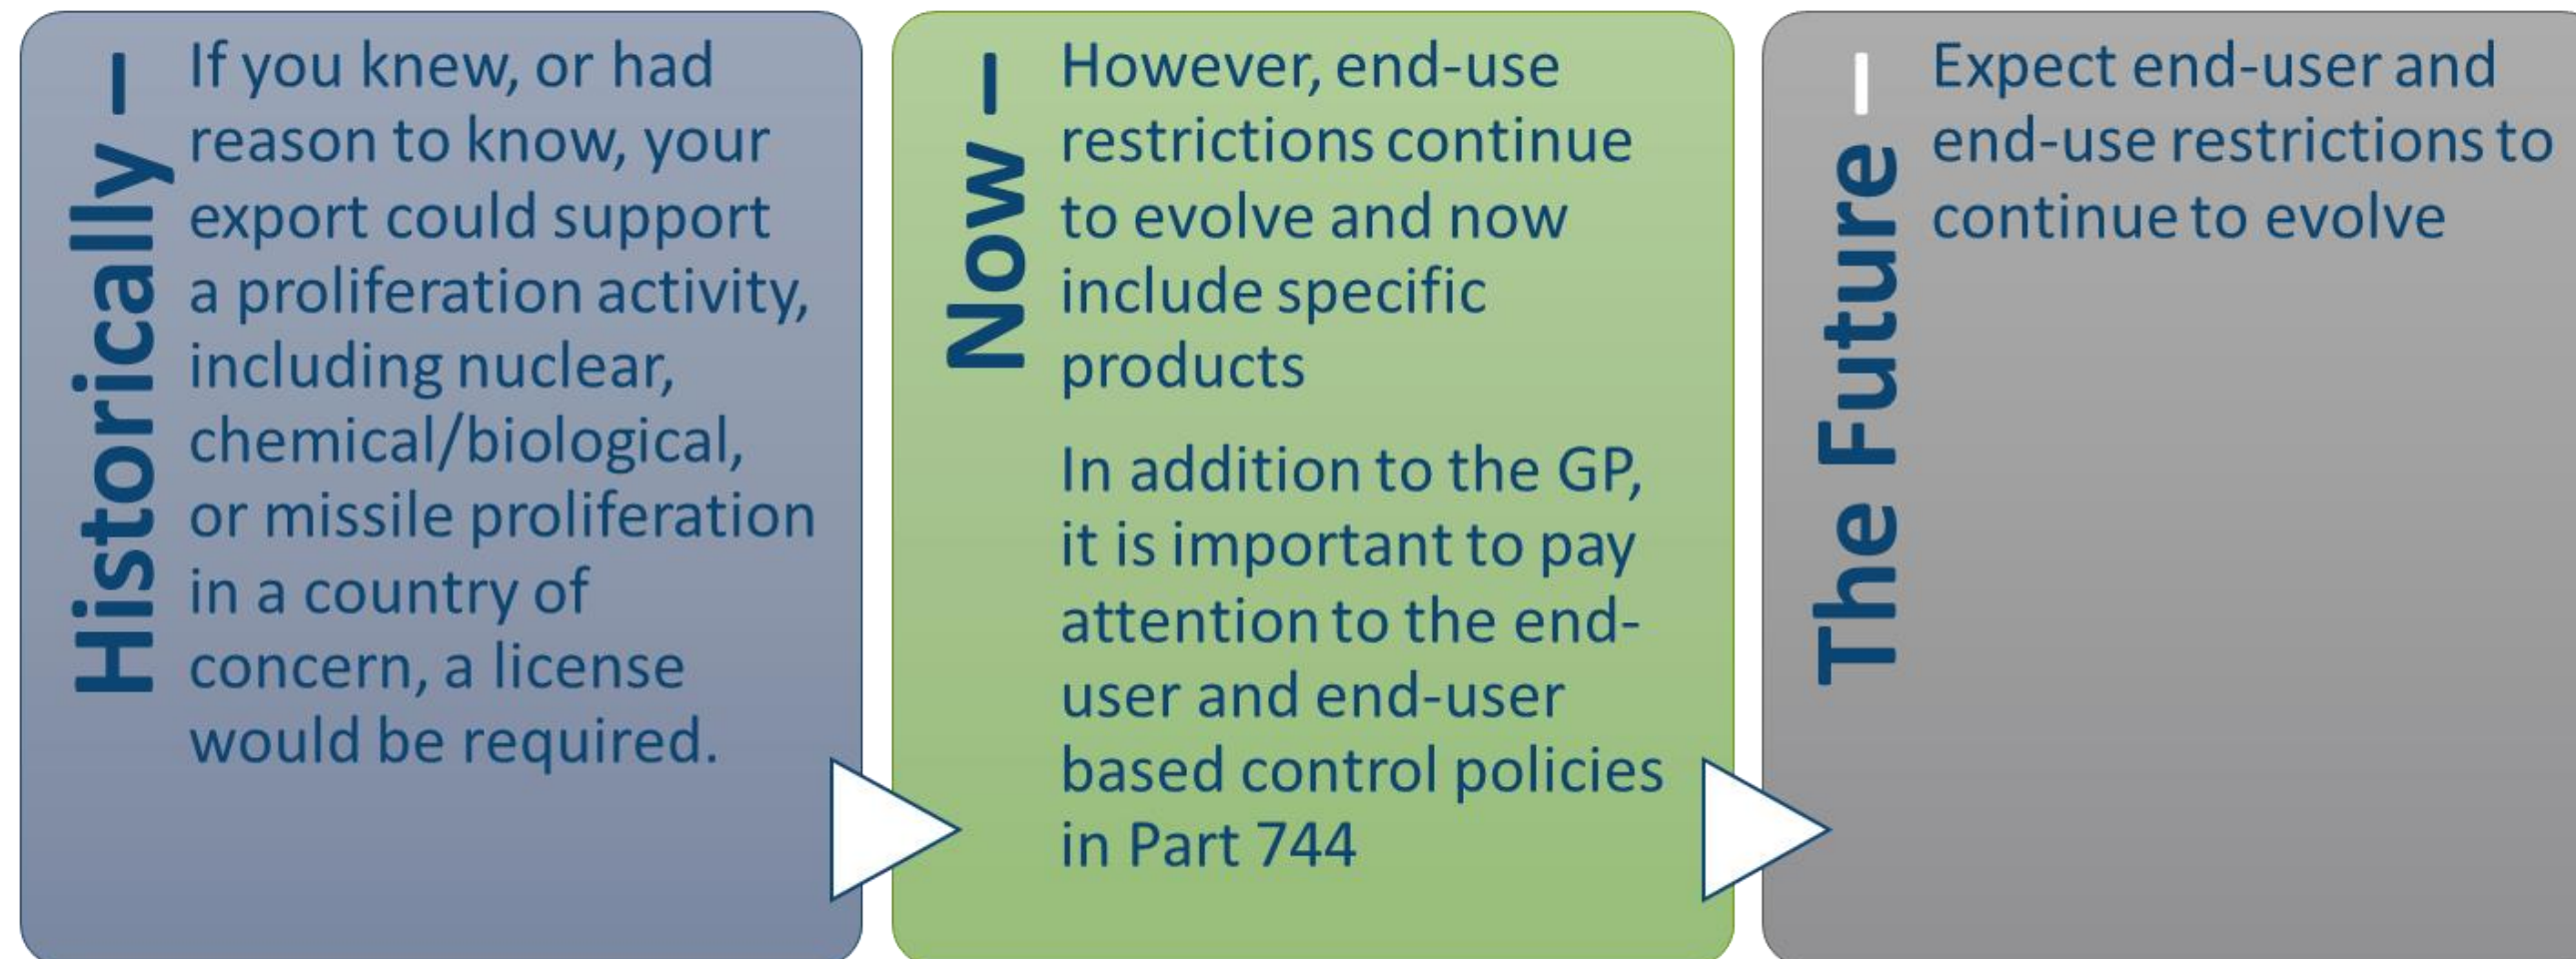 Historically –
If you knew, or had
reason to know, your
export could support
a proliferation activity,
including nuclear,
chemical/biological,
or missile proliferation
in a country of
concern, a license
would be required.
Now –
However, end-use
restrictions continue
to evolve and now
include specific
products
In addition to the GP,
it is important to pay
attention to the end-
user and end-user
based control policies
in Part 744
The Future –
Expect end-user and
end-use restrictions to
continue to evolve